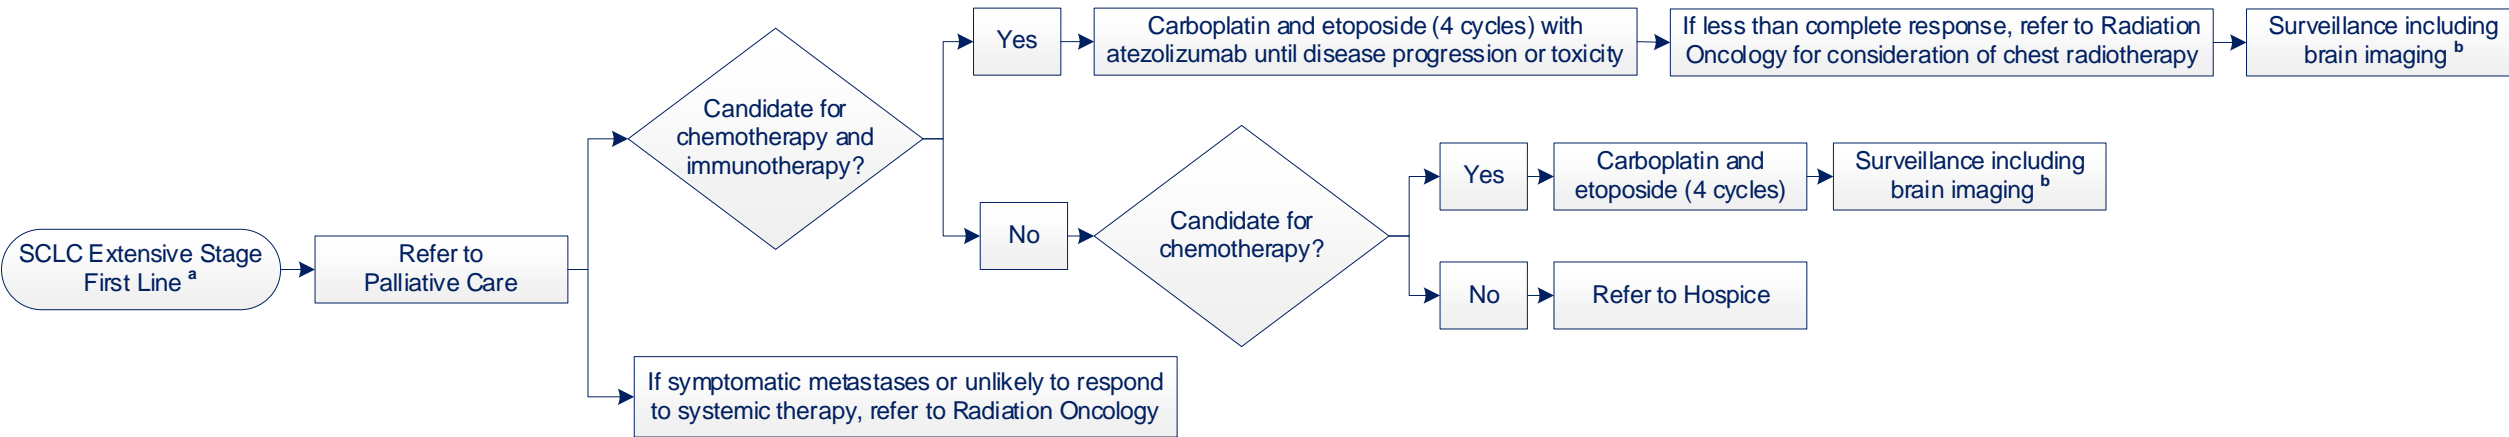 SCLC Extensive Stage
First Line a
Refer to
Palliative Care
Candidate for
chemotherapy and
immunotherapy?
Yes
Carboplatin and etoposide (4 cycles) with
atezolizumab until disease progression or toxicity
If less than complete response, refer to Radiation
Oncology for consideration of chest radiotherapy
Surveillance including
brain imaging b
No
Candidate for
chemotherapy?
Yes
Carboplatin and
etoposide (4 cycles)
Surveillance including
brain imaging b
No
Refer to Hospice
If symptomatic metastases or unlikely to respond
to systemic therapy, refer to Radiation Oncology